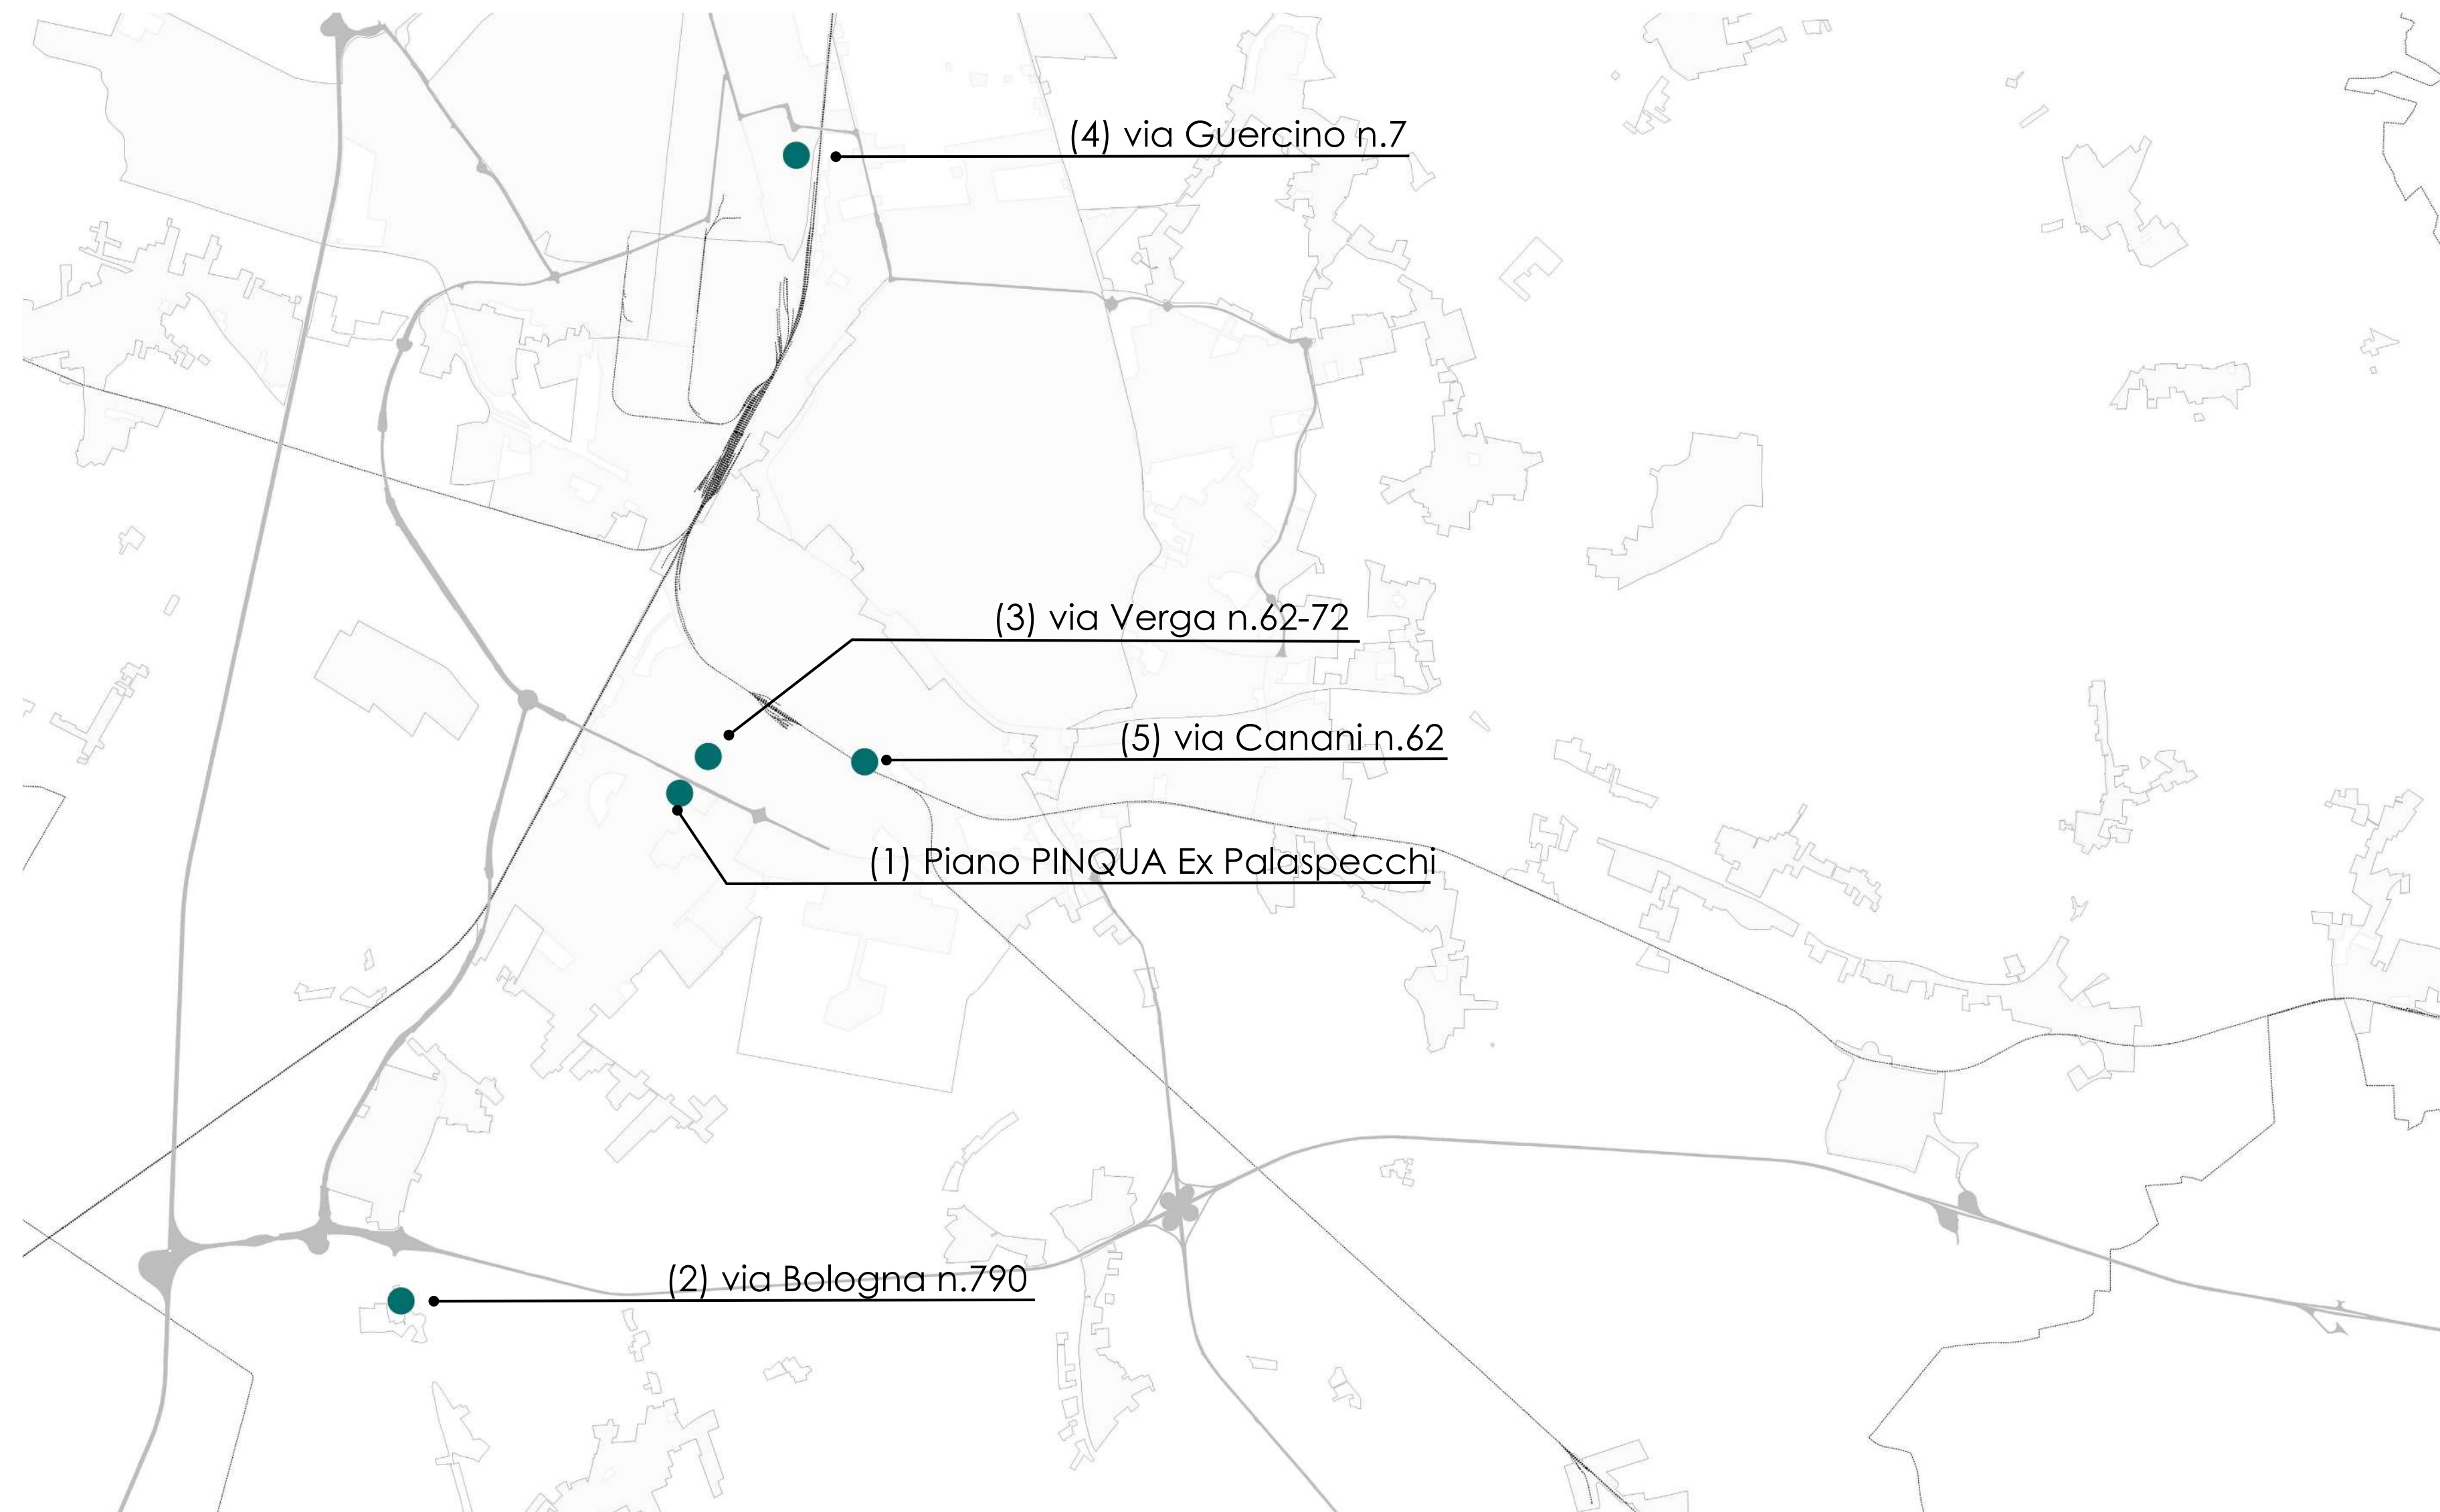 (4) via Guercino n.7
(3) via Verga n.62-72
(5) via Canani n.62
(1) Piano PINQUA Ex Palaspecchi
(2) via Bologna n.790